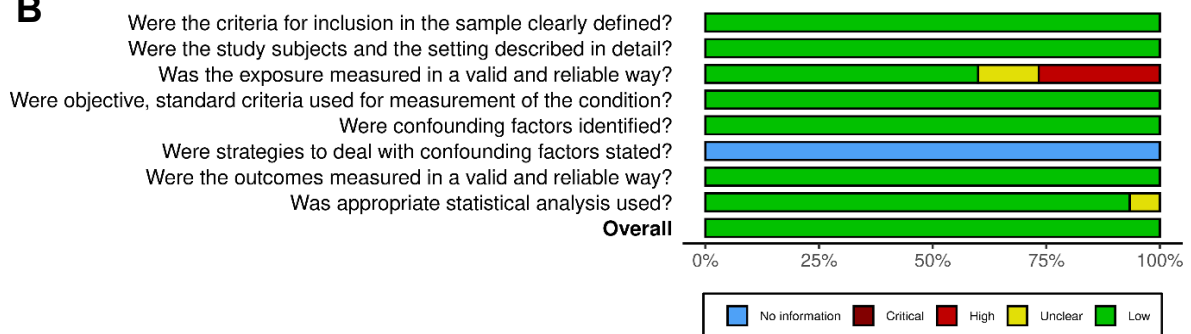 B
Were the criteria for inclusion in the sample clearly defined?
Were the study subjects and the setting described in detail?
Was the exposure measured in a valid and reliable way?
Were objective, standard criteria used for measurement of the condition?
Were confounding factors identified?
Were strategies to deal with confounding factors stated?
Were the outcomes measured in a valid and reliable way?
Was appropriate statistical analysis used?
Overall
0% 25% 50% 75% 100%
No information Critical High Unclear Low